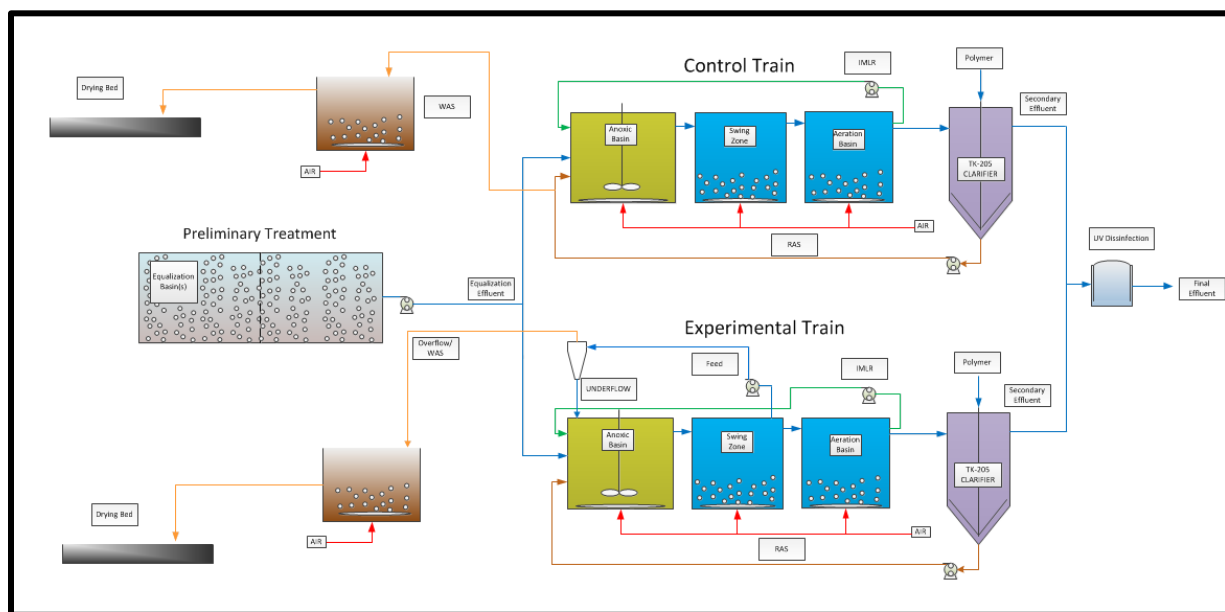 Control Train
IMLR
Polymer
Drying Bed
WAS
Secondary
Effluent
Anoxic
Basin
Swing
Zone
Aeration
Basin
TK-205
CLARIFIER
AIR
Preliminary Treatment
AIR
RAS
UV Dissinfection
Equalization
Basin(s)
Equalization
Effluent
Final
Effluent
Experimental Train
Overflow/
WAS
Feed
IMLR
Polymer
UNDERFLOW
Secondary
Effluent
Anoxic
Basin
Swing
Zone
Aeration
Basin
TK-205
CLARIFIER
Drying Bed
AIR
AIR
RAS